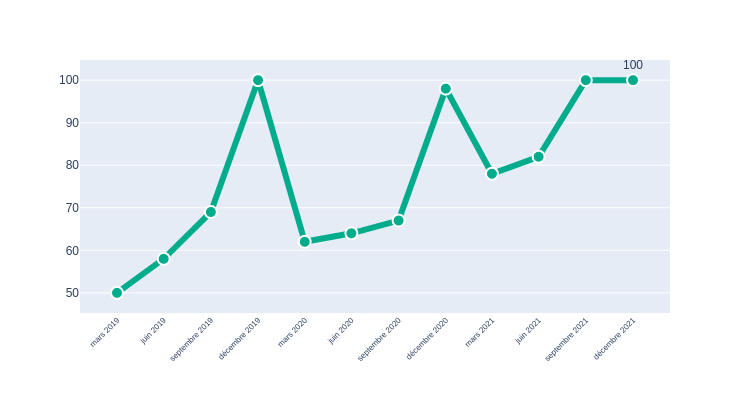 100
100
90
80
70
60
50
mars 2019
juin 2019
septembre 2019
décembre 2019
mars 2020
juin 2020
septembre 2020
décembre 2020
mars 2021
juin 2021
septembre 2021
décembre 2021